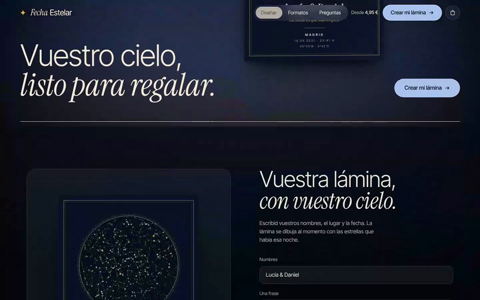 Fecha Estelar
Diseñar
Formatos
Preguntas
Desde 4,95 €
Crear mi lámina →
MADRID
Vuestro cielo,
listo para regalar.
Crear mi lámina →
Vuestra lámina,
con vuestro cielo.
Escribid vuestros nombres, el lugar y la fecha. La
lámina se dibuja al momento con las estrellas que
había esa noche.
Nombres
Lucía & Daniel
Una frase